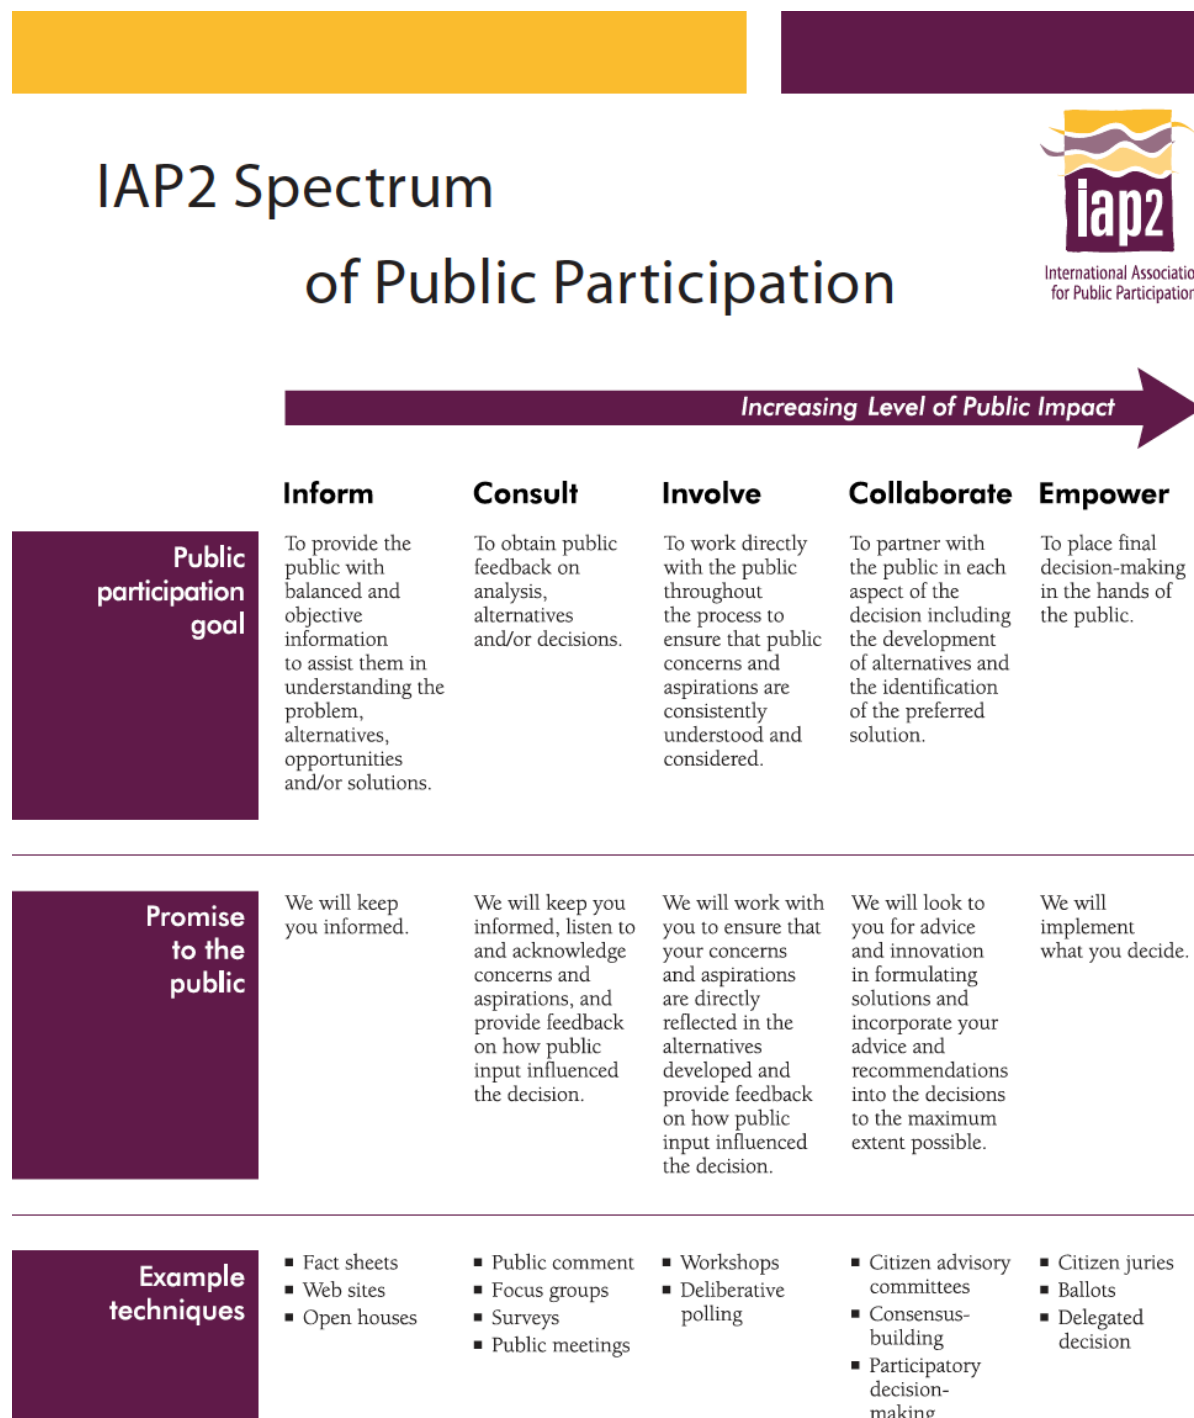 IAP2 Spectrum
of Public Participation
iap2
International Associatio
for Public Participation
Increasing Level of Public Impact
Inform
Consult
Involve
Collaborate
Empower
Public
participation
goal
To provide the
public with
balanced and
objective
information
to assist them in
understanding the
problem,
alternatives,
opportunities
and/or solutions.
To obtain public
feedback on
analysis,
alternatives
and/or decisions.
To work directly
with the public
throughout
the process to
ensure that public
concerns and
aspirations are
consistently
understood and
considered.
To partner with
the public in each
aspect of the
decision including
the development
of alternatives and
the identification
of the preferred
solution.
To place final
decision-making
in the hands of
the public.
Promise
to the
public
We will keep
you informed.
We will keep you
informed, listen to
and acknowledge
concerns and
aspirations, and
provide feedback
on how public
input influenced
the decision.
We will work with
you to ensure that
your concerns
and aspirations
are directly
reflected in the
alternatives
developed and
provide feedback
on how public
input influenced
the decision.
We will look to
you for advice
and innovation
in formulating
solutions and
incorporate your
advice and
recommendations
into the decisions
to the maximum
extent possible.
We will
implement
what you decide.
Example
techniques
▪ Fact sheets
▪ Web sites
▪ Open houses
▪ Public comment
▪ Focus groups
▪ Surveys
▪ Public meetings
▪ Workshops
▪ Deliberative
polling
▪ Citizen advisory
committees
▪ Consensus-
building
▪ Participatory
decision-
making
▪ Citizen juries
▪ Ballots
▪ Delegated
decision